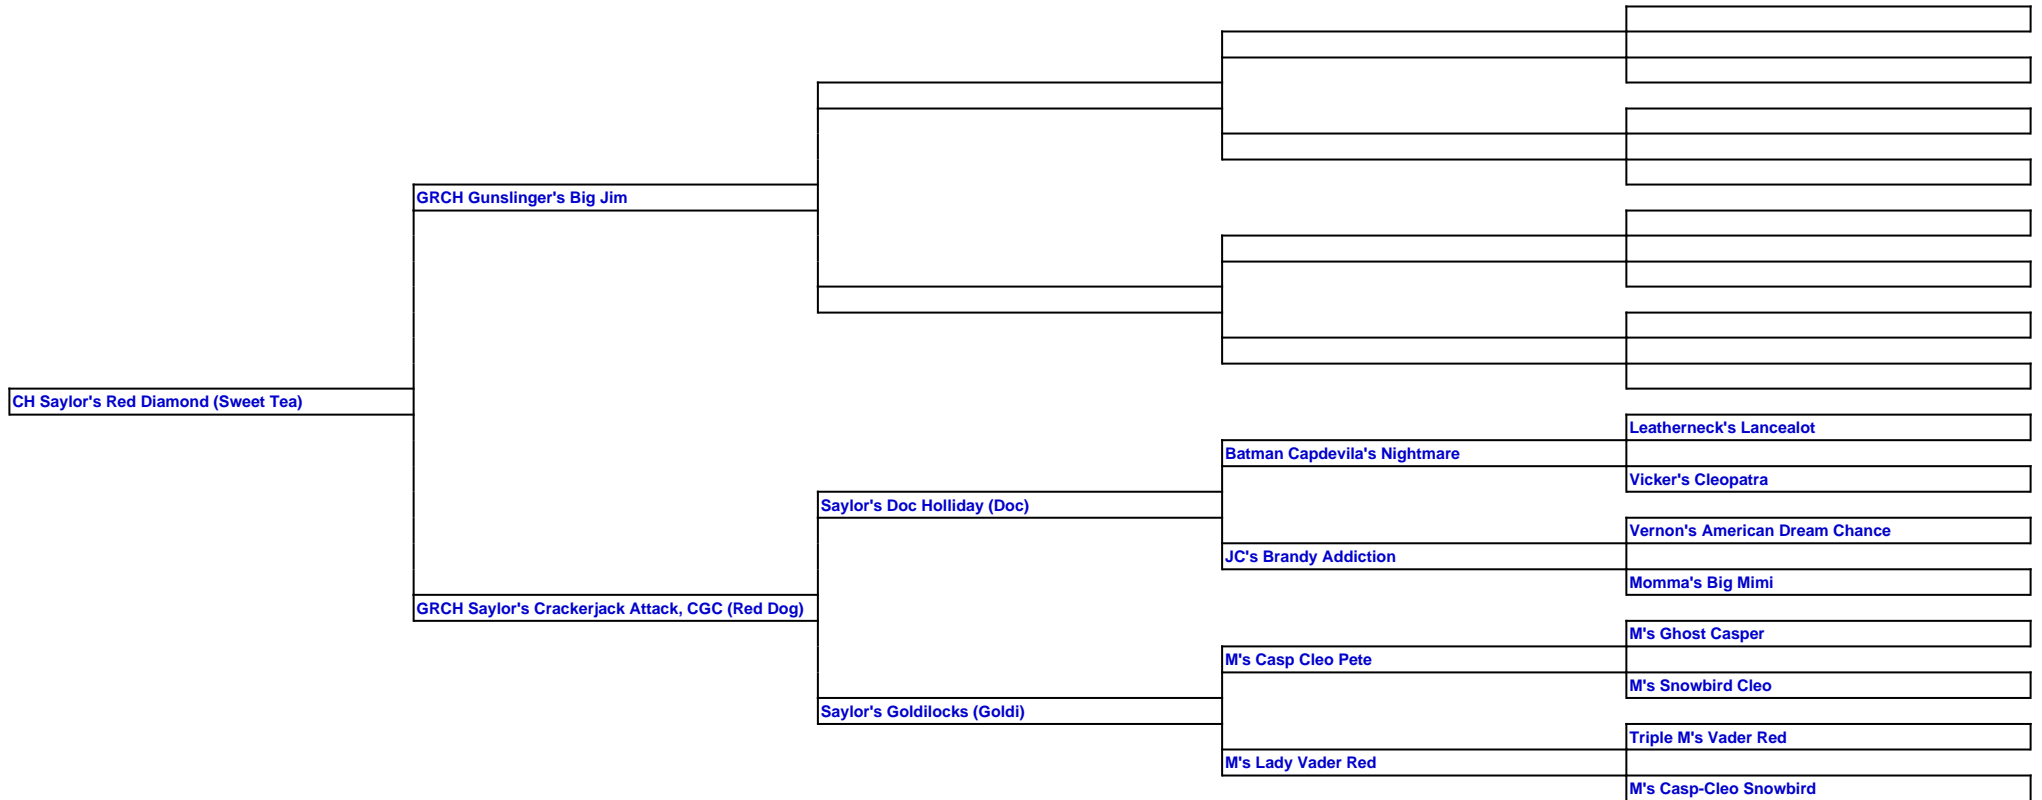 GRCH Gunslinger's Big Jim
CH Saylor's Red Diamond (Sweet Tea)
Leatherneck's Lancealot
Batman Capdevila's Nightmare
Vicker's Cleopatra
Saylor's Doc Holliday (Doc)
Vernon's American Dream Chance
JC's Brandy Addiction
Momma's Big Mimi
GRCH Saylor's Crackerjack Attack, CGC (Red Dog)
M's Ghost Casper
M's Casp Cleo Pete
M's Snowbird Cleo
Saylor's Goldilocks (Goldi)
Triple M's Vader Red
M's Lady Vader Red
M's Casp-Cleo Snowbird